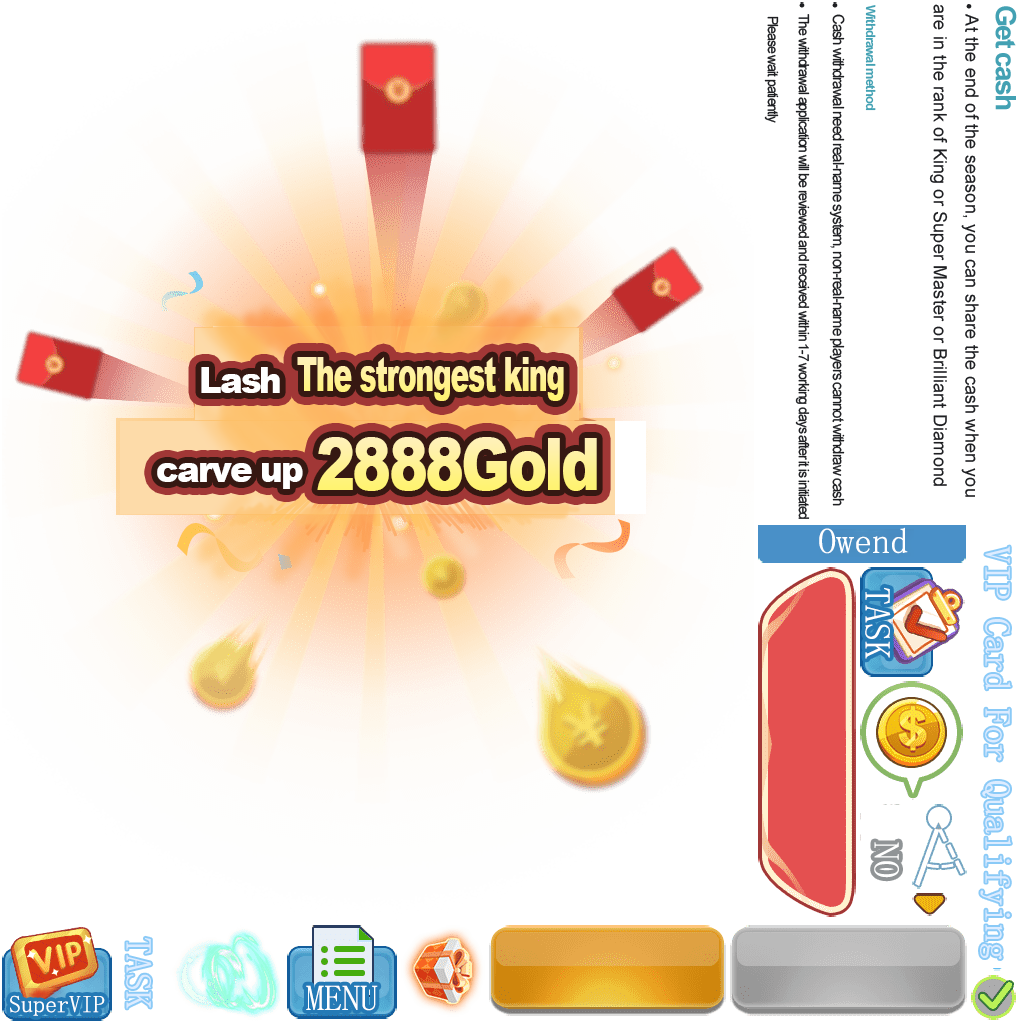 Get cash
• At the end of the season, you can share the cash when you
are in the rank of King or Super Master or Brilliant Diamond
Withdrawal method
• Cash withdrawal need real-name system, non-real-name players cannot withdraw cash
• The withdrawal application will be reviewed and received within 1-7 working days after it is initiated
Please wait patiently
Lash The strongest king
carve up 2888Gold
Owend
TASK
VIP Card For Qualifying
NO
VIP
SuperVIP
TASK
MENU